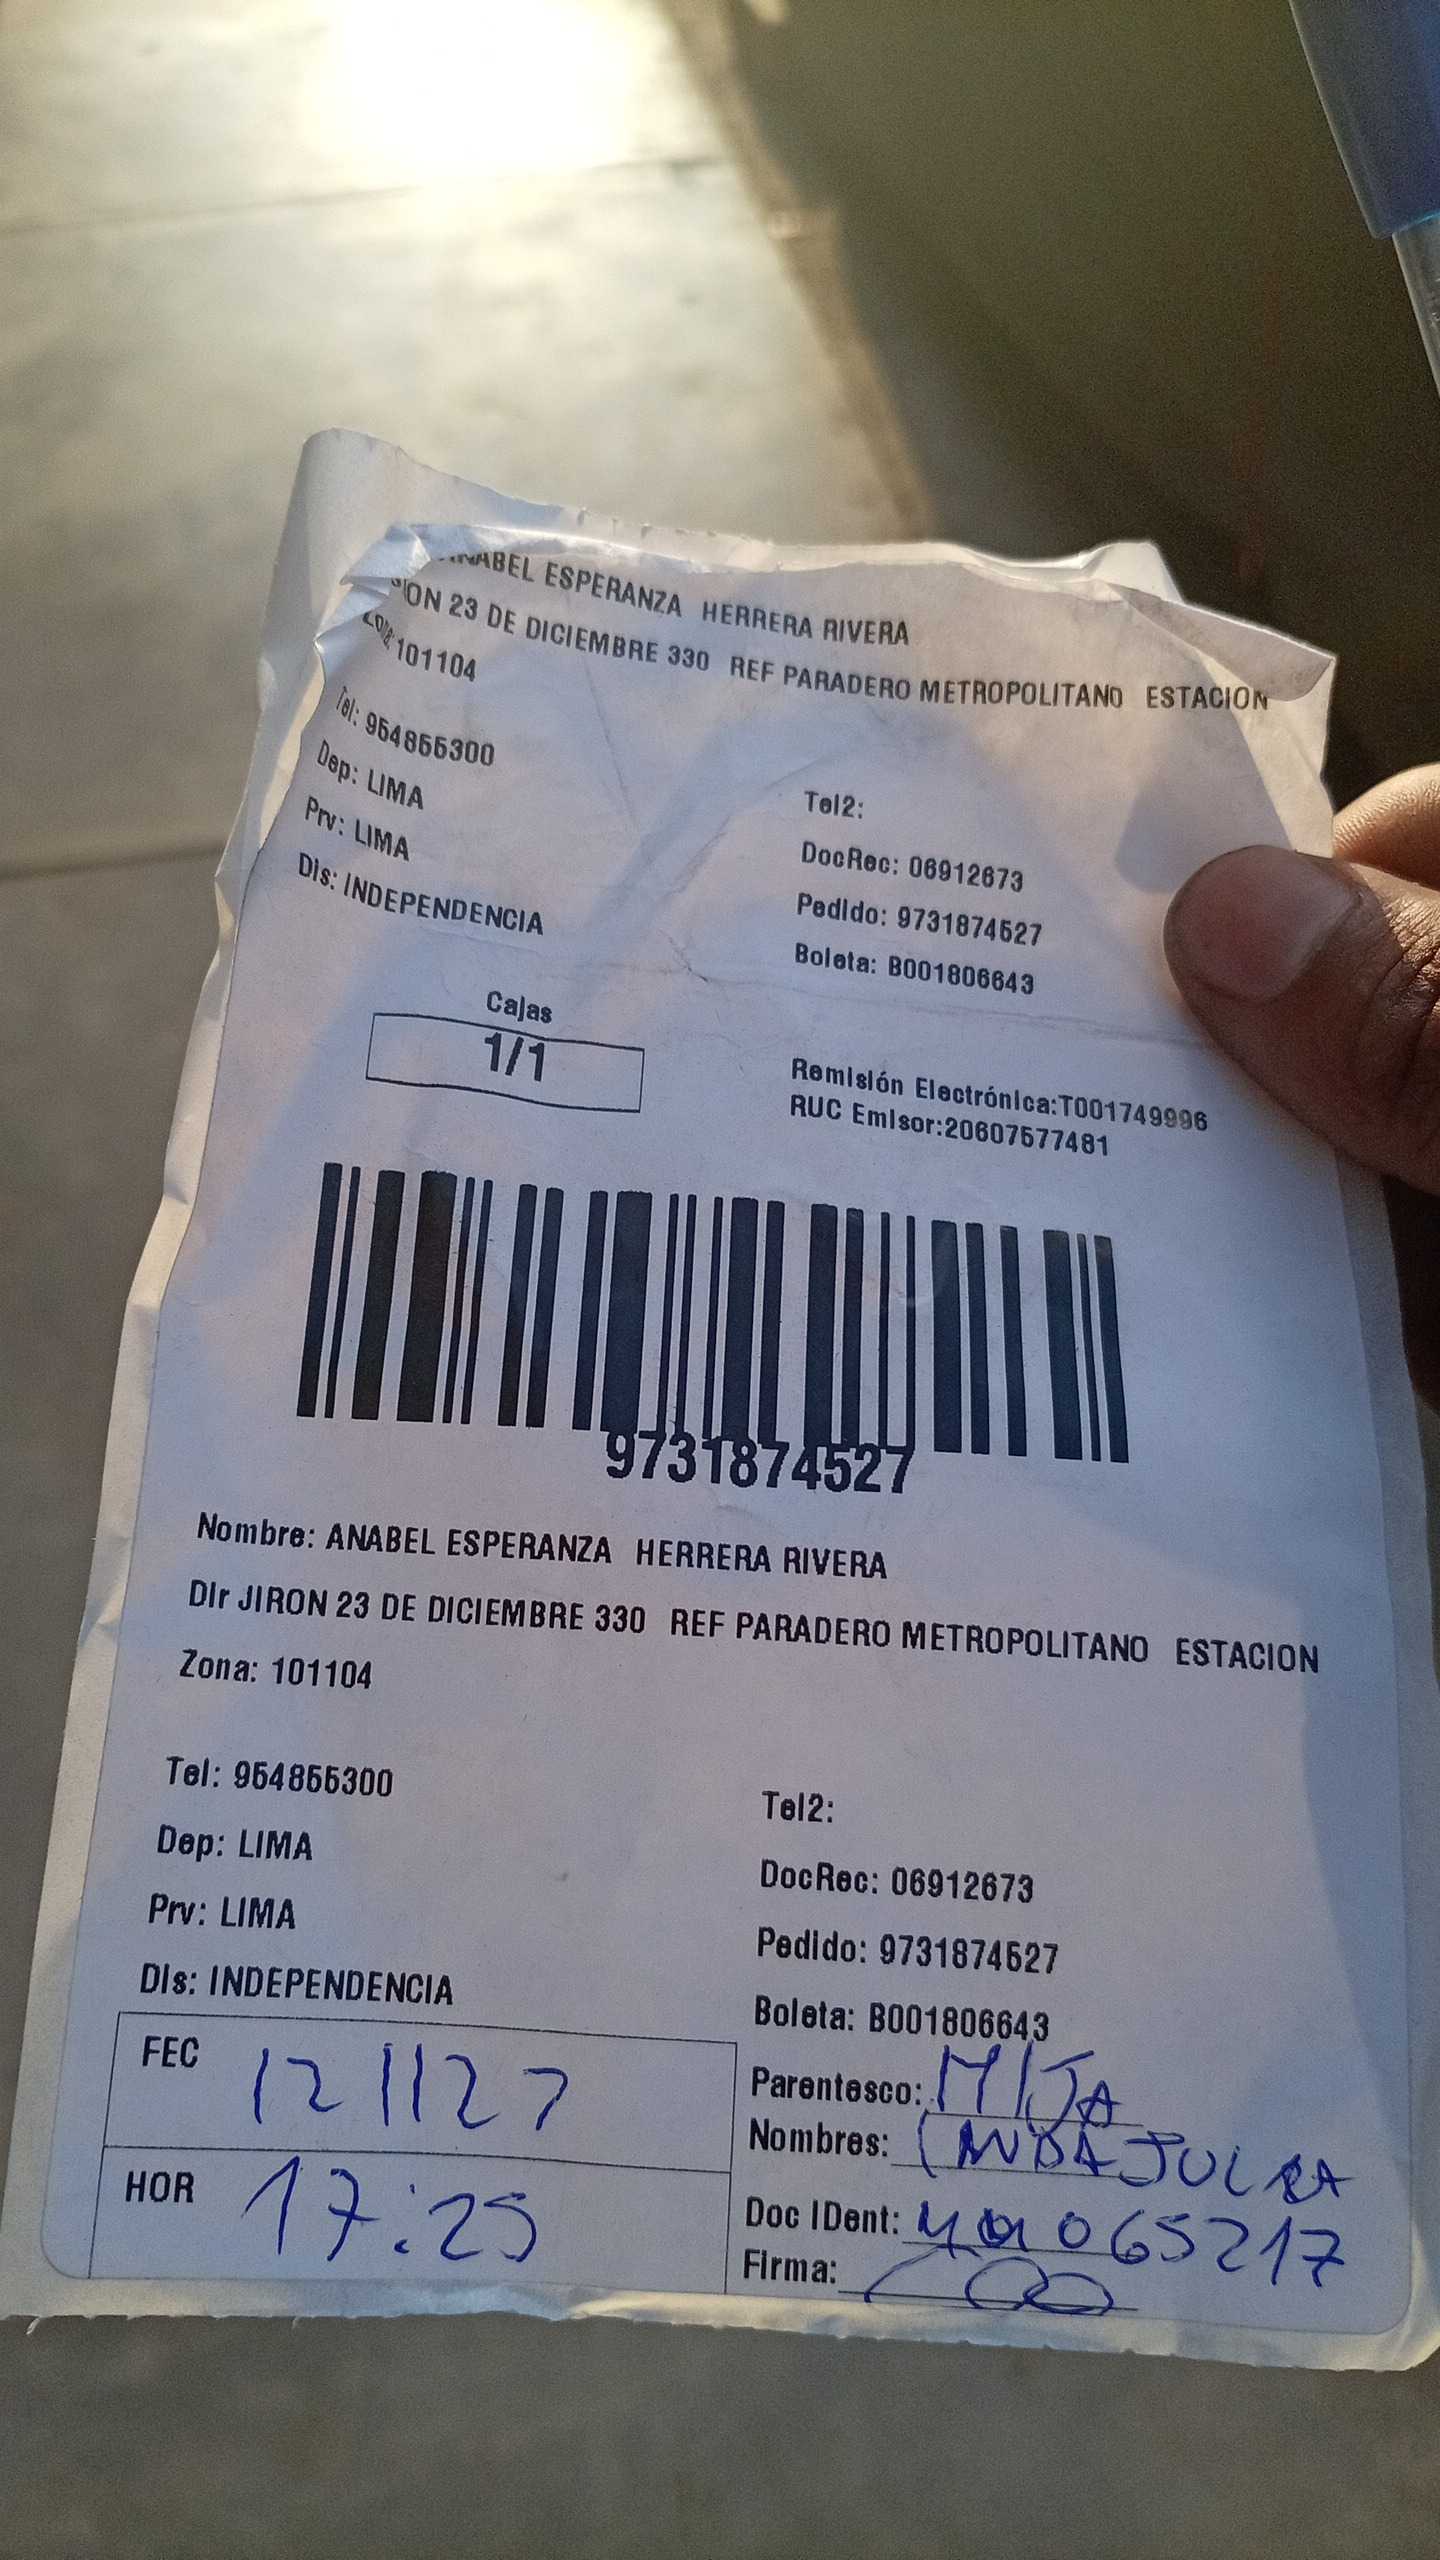 ANABEL ESPERANZA HERRERA RIVERA
ION 23 DE DICIEMBRE 330 REF PARADERO METROPOLITANO ESTACION
Zona: 101104
Tel: 954855300
Dep: LIMA
Prv: LIMA
Dis: INDEPENDENCIA
Tel2:
DocRec: 06912673
Pedido: 9731874527
Boleta: B001806643
Cajas
1/1
Remisión Electrónica:T001749996
RUC Emisor:20607577481
9731874527
Nombre: ANABEL ESPERANZA HERRERA RIVERA
Dir JIRON 23 DE DICIEMBRE 330 REF PARADERO METROPOLITANO ESTACION
Zona: 101104
Tel: 954855300
Dep: LIMA
Prv: LIMA
Dis: INDEPENDENCIA
Tel2:
DocRec: 06912673
Pedido: 9731874527
Boleta: B001806643
FEC 12 11 27
HOR 17:25
Parentesco: HIJA
Nombres:
Doc IDent:
Firma: